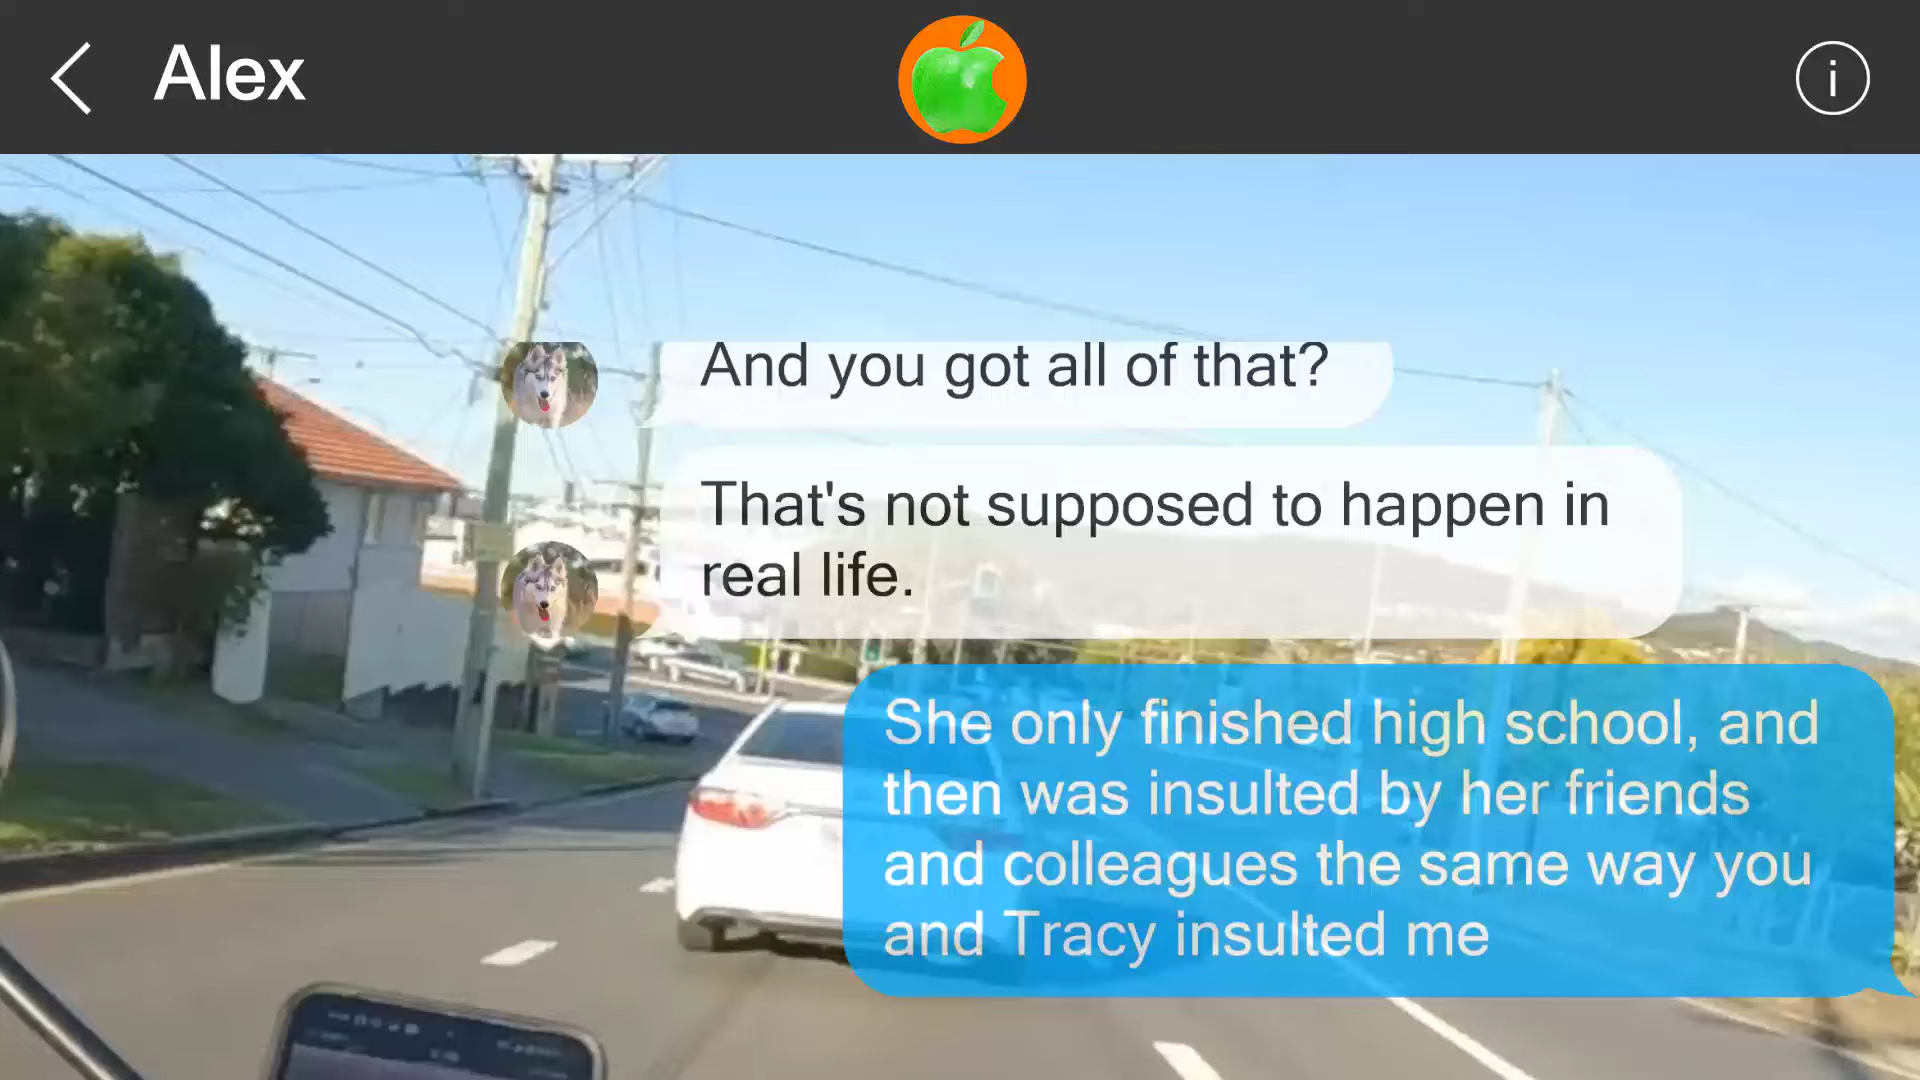 Alex
And you got all of that?
That's not supposed to happen in
real life.
She only finished high school, and
then was insulted by her friends
and colleagues the same way you
and Tracy insulted me